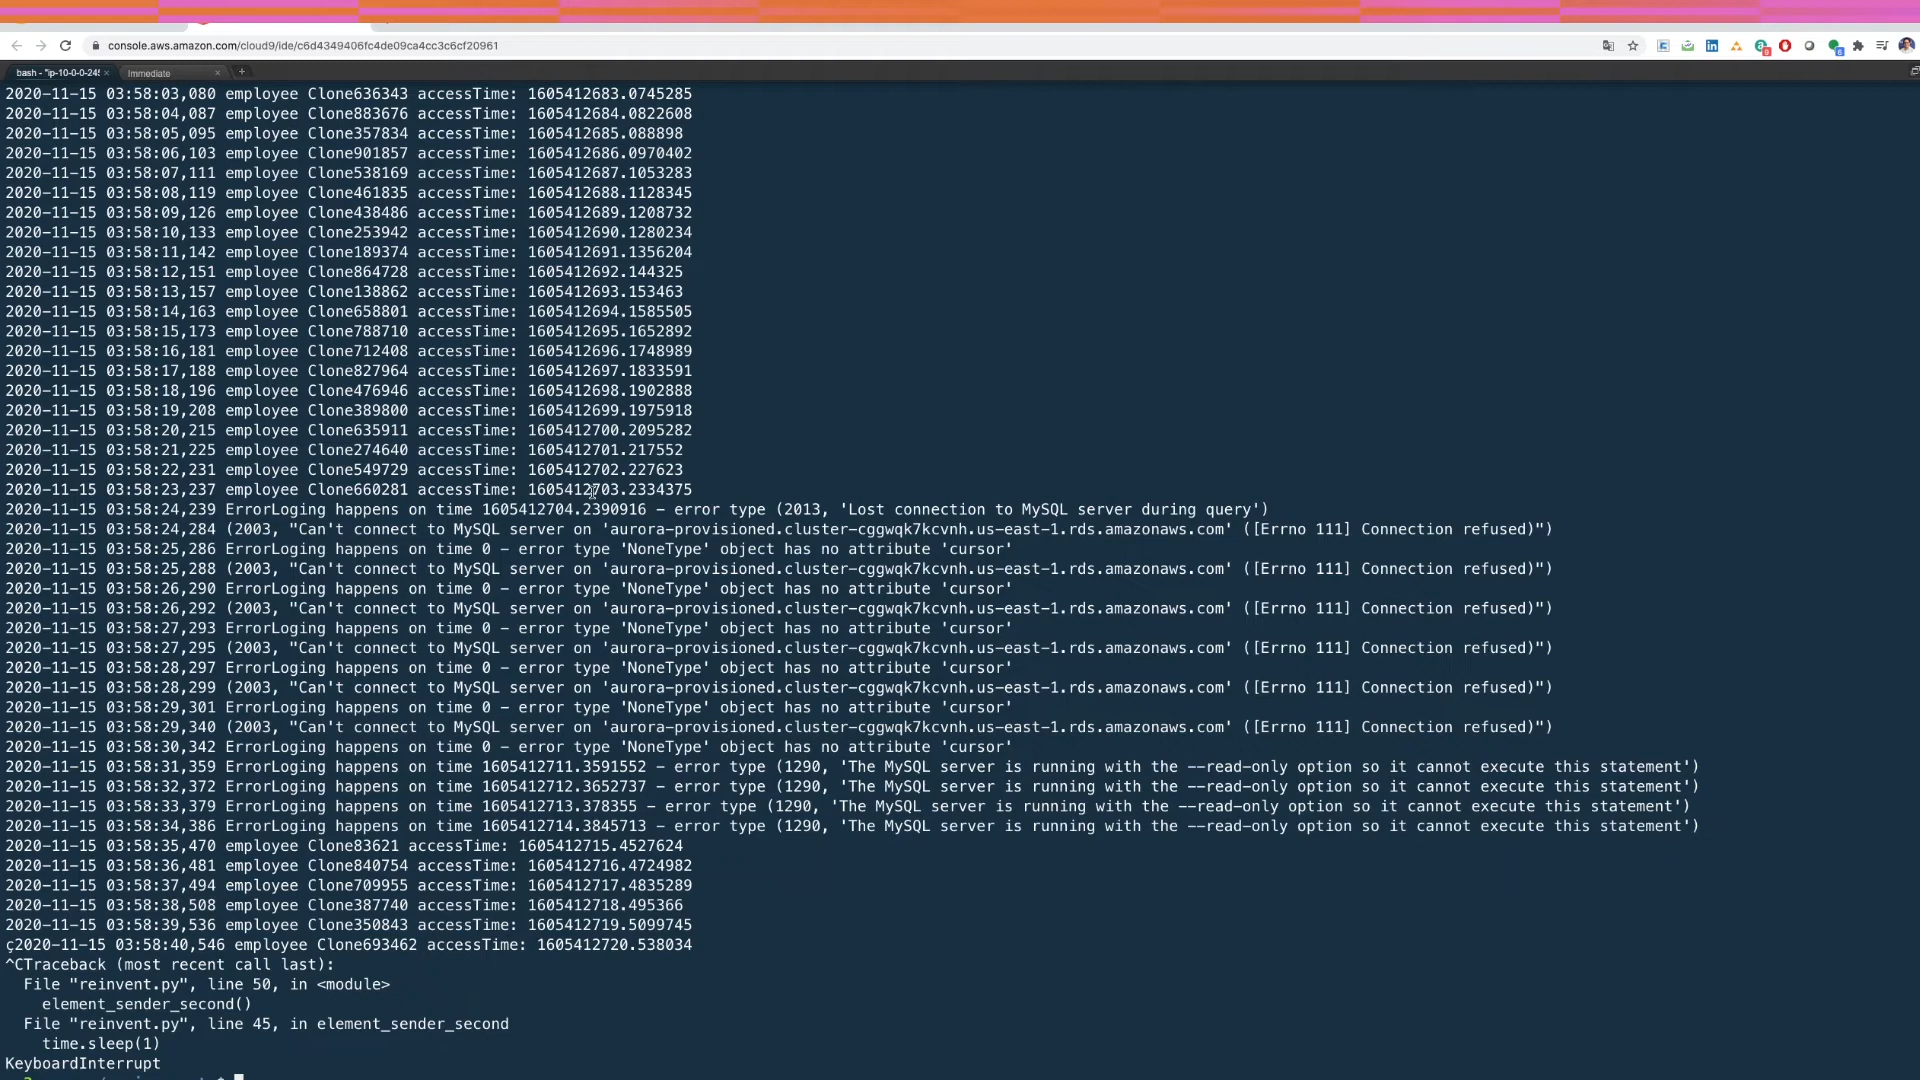 console.aws.amazon.com/cloud9/ide/c6d4349406fc4de09ca4cc3c6cf20961
bash - "ip-10-0-0-245 × Immediate × +
2020-11-15 03:58:03,080 employee Clone636343 accessTime: 1605412683.0745285
2020-11-15 03:58:04,087 employee Clone883676 accessTime: 1605412684.0822608
2020-11-15 03:58:05,095 employee Clone357834 accessTime: 1605412685.088898
2020-11-15 03:58:06,103 employee Clone901857 accessTime: 1605412686.0970402
2020-11-15 03:58:07,111 employee Clone538169 accessTime: 1605412687.1053283
2020-11-15 03:58:08,119 employee Clone461835 accessTime: 1605412688.1128345
2020-11-15 03:58:09,126 employee Clone438486 accessTime: 1605412689.1208732
2020-11-15 03:58:10,133 employee Clone253942 accessTime: 1605412690.1280234
2020-11-15 03:58:11,142 employee Clone189374 accessTime: 1605412691.1356204
2020-11-15 03:58:12,151 employee Clone864728 accessTime: 1605412692.144325
2020-11-15 03:58:13,157 employee Clone138862 accessTime: 1605412693.153463
2020-11-15 03:58:14,163 employee Clone658801 accessTime: 1605412694.1585505
2020-11-15 03:58:15,173 employee Clone788710 accessTime: 1605412695.1652892
2020-11-15 03:58:16,181 employee Clone712408 accessTime: 1605412696.1748989
2020-11-15 03:58:17,188 employee Clone827964 accessTime: 1605412697.1833591
2020-11-15 03:58:18,196 employee Clone476946 accessTime: 1605412698.1902888
2020-11-15 03:58:19,208 employee Clone389800 accessTime: 1605412699.1975918
2020-11-15 03:58:20,215 employee Clone635911 accessTime: 1605412700.2095282
2020-11-15 03:58:21,225 employee Clone274640 accessTime: 1605412701.217552
2020-11-15 03:58:22,231 employee Clone549729 accessTime: 1605412702.227623
2020-11-15 03:58:23,237 employee Clone660281 accessTime: 1605412703.2334375
2020-11-15 03:58:24,239 ErrorLoging happens on time 1605412704.2390916 - error type (2013, 'Lost connection to MySQL server during query')
2020-11-15 03:58:24,284 (2003, "Can't connect to MySQL server on 'aurora-provisioned.cluster-cggwqk7kcvnh.us-east-1.rds.amazonaws.com' ([Errno 111] Connection refused)")
2020-11-15 03:58:25,286 ErrorLoging happens on time 0 - error type 'NoneType' object has no attribute 'cursor'
2020-11-15 03:58:25,288 (2003, "Can't connect to MySQL server on 'aurora-provisioned.cluster-cggwqk7kcvnh.us-east-1.rds.amazonaws.com' ([Errno 111] Connection refused)")
2020-11-15 03:58:26,290 ErrorLoging happens on time 0 - error type 'NoneType' object has no attribute 'cursor'
2020-11-15 03:58:26,292 (2003, "Can't connect to MySQL server on 'aurora-provisioned.cluster-cggwqk7kcvnh.us-east-1.rds.amazonaws.com' ([Errno 111] Connection refused)")
2020-11-15 03:58:27,293 ErrorLoging happens on time 0 - error type 'NoneType' object has no attribute 'cursor'
2020-11-15 03:58:27,295 (2003, "Can't connect to MySQL server on 'aurora-provisioned.cluster-cggwqk7kcvnh.us-east-1.rds.amazonaws.com' ([Errno 111] Connection refused)")
2020-11-15 03:58:28,297 ErrorLoging happens on time 0 - error type 'NoneType' object has no attribute 'cursor'
2020-11-15 03:58:28,299 (2003, "Can't connect to MySQL server on 'aurora-provisioned.cluster-cggwqk7kcvnh.us-east-1.rds.amazonaws.com' ([Errno 111] Connection refused)")
2020-11-15 03:58:29,301 ErrorLoging happens on time 0 - error type 'NoneType' object has no attribute 'cursor'
2020-11-15 03:58:29,340 (2003, "Can't connect to MySQL server on 'aurora-provisioned.cluster-cggwqk7kcvnh.us-east-1.rds.amazonaws.com' ([Errno 111] Connection refused)")
2020-11-15 03:58:30,342 ErrorLoging happens on time 0 - error type 'NoneType' object has no attribute 'cursor'
2020-11-15 03:58:31,359 ErrorLoging happens on time 1605412711.3591552 - error type (1290, 'The MySQL server is running with the --read-only option so it cannot execute this statement')
2020-11-15 03:58:32,372 ErrorLoging happens on time 1605412712.3652737 - error type (1290, 'The MySQL server is running with the --read-only option so it cannot execute this statement')
2020-11-15 03:58:33,379 ErrorLoging happens on time 1605412713.378355 - error type (1290, 'The MySQL server is running with the --read-only option so it cannot execute this statement')
2020-11-15 03:58:34,386 ErrorLoging happens on time 1605412714.3845713 - error type (1290, 'The MySQL server is running with the --read-only option so it cannot execute this statement')
2020-11-15 03:58:35,470 employee Clone83621 accessTime: 1605412715.4527624
2020-11-15 03:58:36,481 employee Clone840754 accessTime: 1605412716.4724982
2020-11-15 03:58:37,494 employee Clone709955 accessTime: 1605412717.4835289
2020-11-15 03:58:38,508 employee Clone387740 accessTime: 1605412718.495366
2020-11-15 03:58:39,536 employee Clone350843 accessTime: 1605412719.5099745
ç2020-11-15 03:58:40,546 employee Clone693462 accessTime: 1605412720.538034
^CTraceback (most recent call last):
File "reinvent.py", line 50, in <module>
element_sender_second()
File "reinvent.py", line 45, in element_sender_second
time.sleep(1)
KeyboardInterrupt